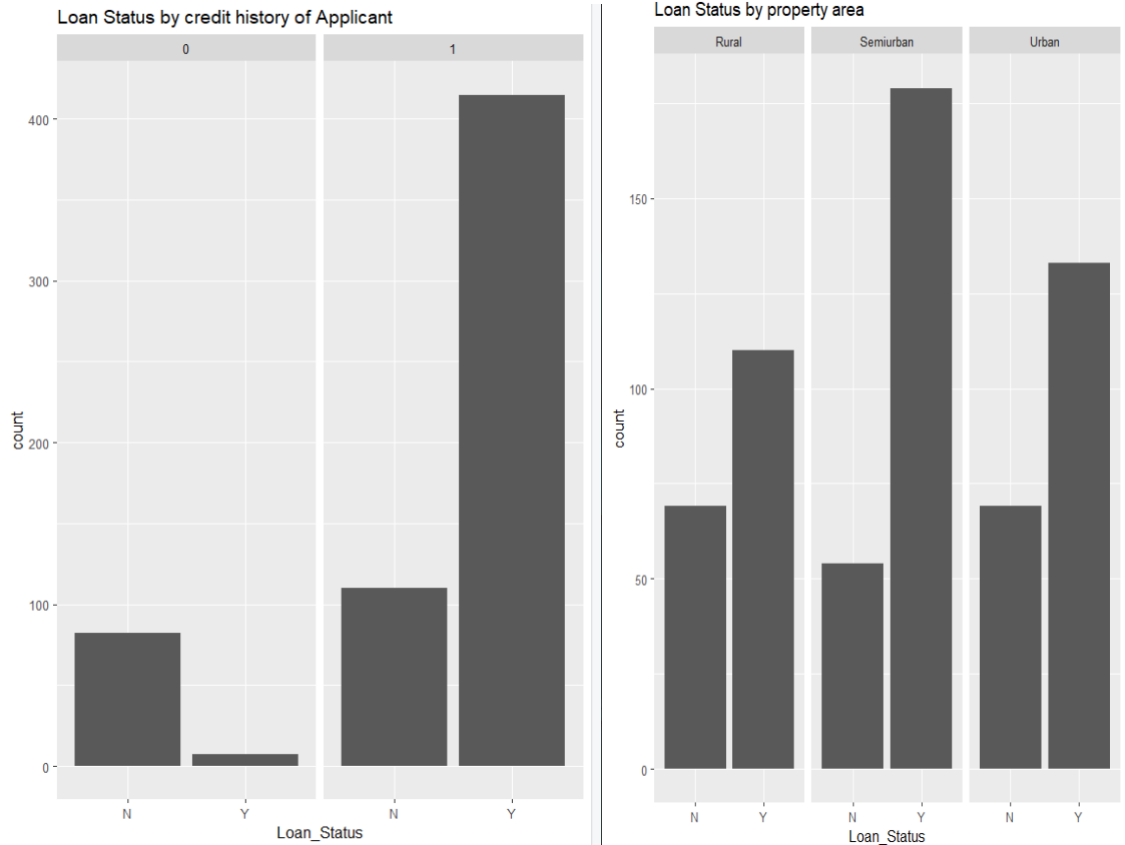 Loan Status by credit history of Applicant
0 1
400
300
200
100
0
count
N Y N Y
Loan_Status
Loan Status by property area
Rural Semiurban Urban
150
100
50
0
count
N Y N Y N Y
Loan_Status